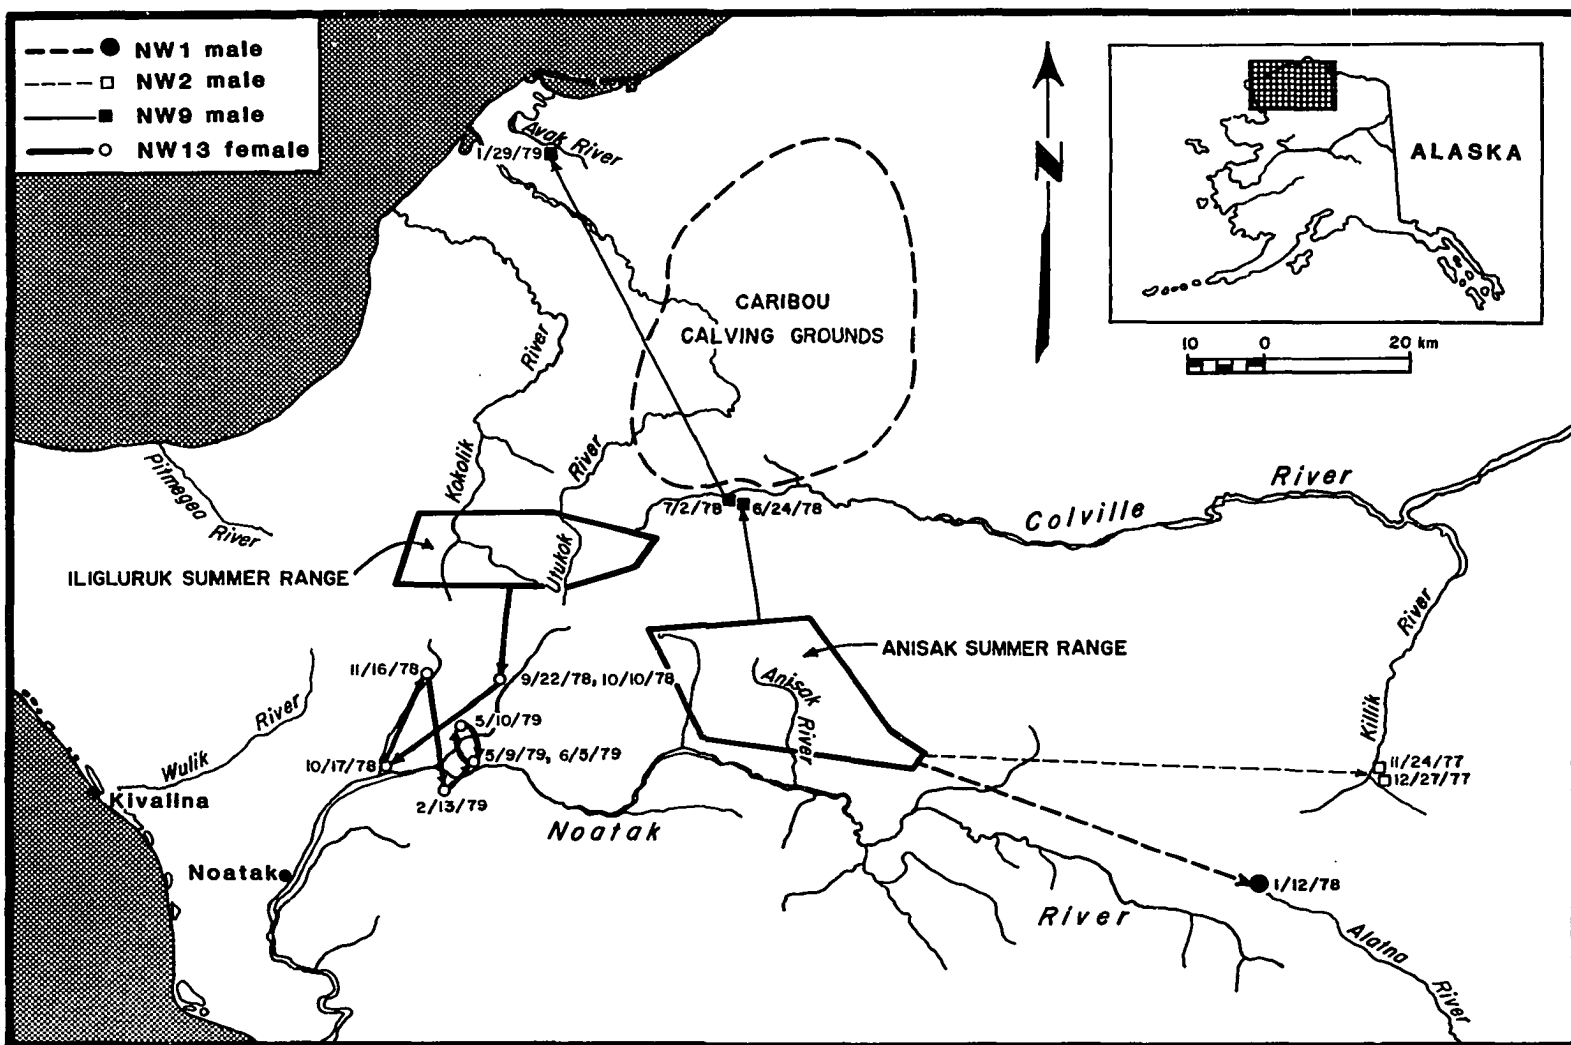 NW1 male
NW2 male
NW9 male
NW13 female
Avak River
1/29/79
N
ALASKA
10 0 20 km
CARIBOU
CALVING GROUNDS
River
Kokolik
River
Utukok
Pitmegea
River
7/2/78
6/24/78
Colville
River
ILIGLURUK SUMMER RANGE
ANISAK SUMMER RANGE
Anisak
River
River
Killik
11/16/78
9/22/78, 10/10/78
5/10/79
5/9/79, 6/5/79
10/17/78
2/13/79
Wulik
River
Kivalina
Noatak
Noatak
River
11/24/77
12/27/77
1/12/78
Alatna
River